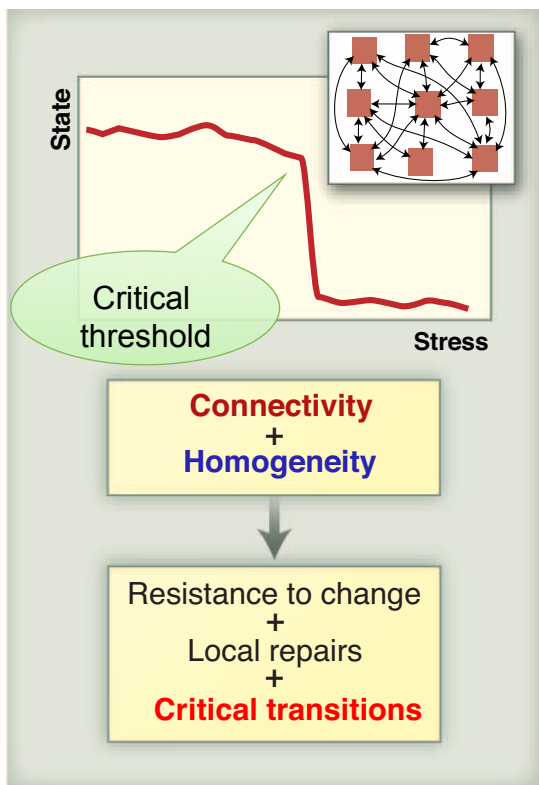 State
Critical
threshold
Stress
Connectivity
+
Homogeneity
Resistance to change
+
Local repairs
+
Critical transitions